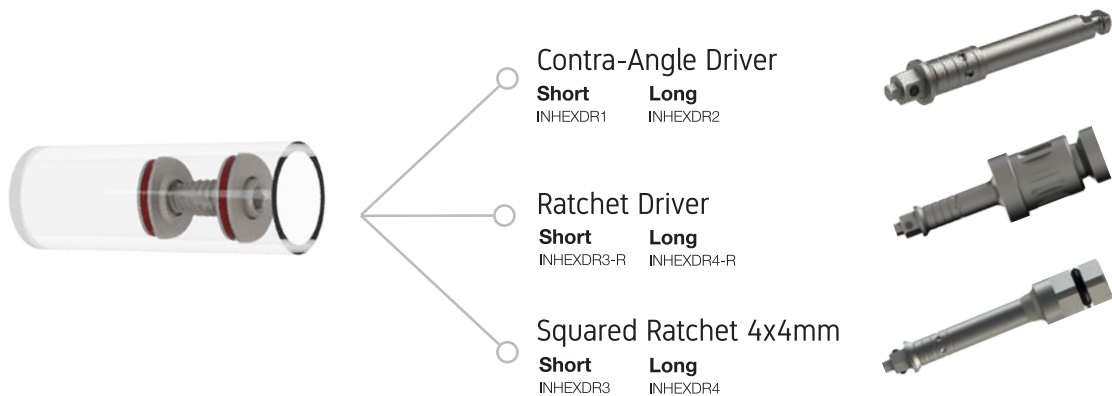 Contra-Angle Driver
Short Long
INHEXDR1 INHEXDR2
Ratchet Driver
Short Long
INHEXDR3-R INHEXDR4-R
Squared Ratchet 4x4mm
Short Long
INHEXDR3 INHEXDR4